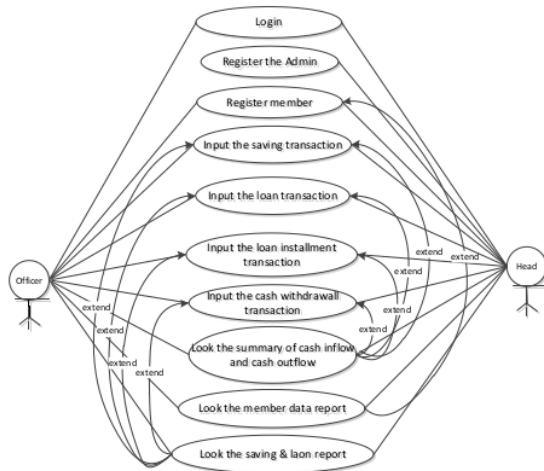 Login
Register the Admin
Register member
Input the saving transaction
Input the loan transaction
Input the loan installment
transaction
Input the cash withdrawall
transaction
Look the summary of cash inflow
and cash outflow
Look the member data report
Look the saving & laon report
Officer
Head
extend
extend
extend
extend
extend
extend
extend
extend